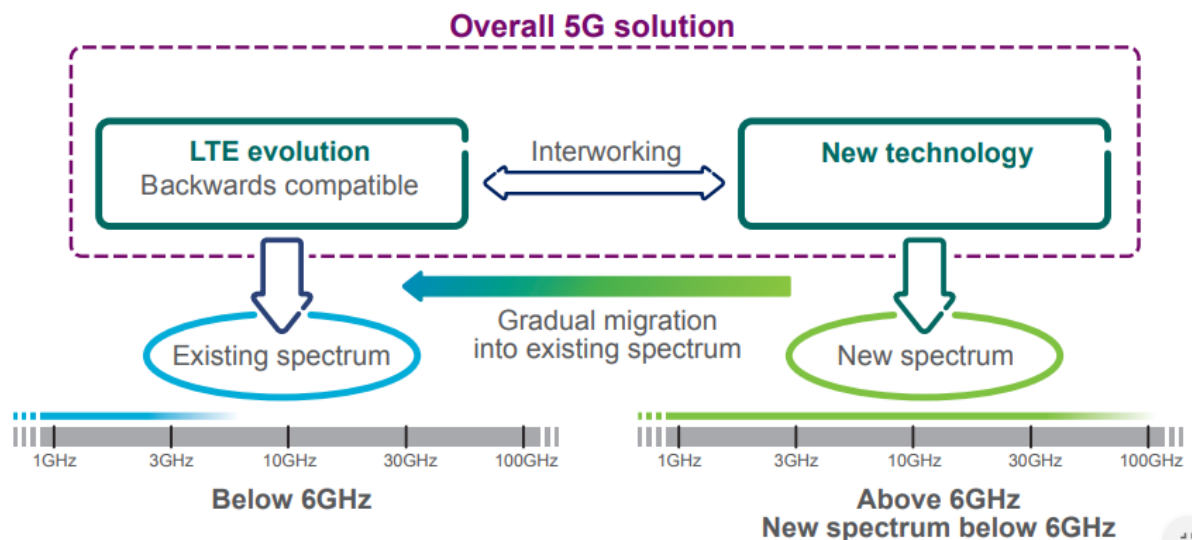 Overall 5G solution
LTE evolution
Backwards compatible
Interworking
New technology
Gradual migration
into existing spectrum
Existing spectrum
New spectrum
1GHz 3GHz 10GHz 30GHz 100GHz
Below 6GHz
1GHz 3GHz 10GHz 30GHz 100GHz
Above 6GHz
New spectrum below 6GHz